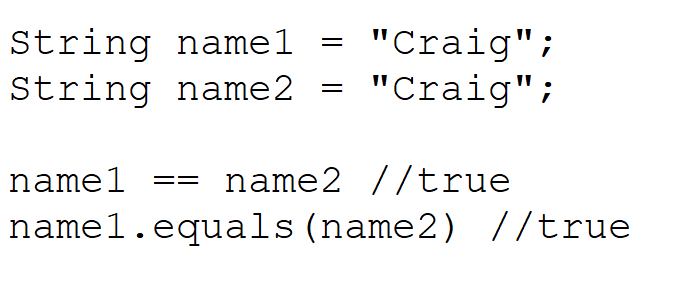 String name1 = "Craig";
String name2 = "Craig";
name1 == name2 //true
name1.equals(name2) //true